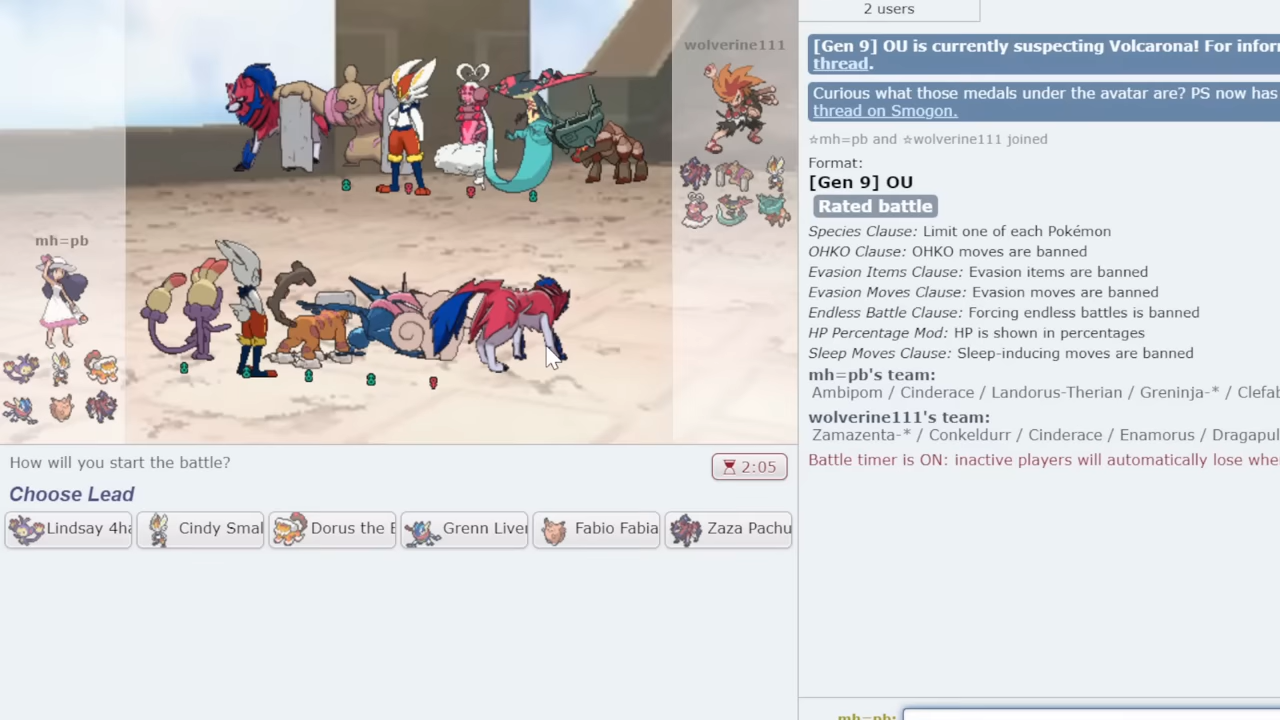 2 users
wolverine111
[Gen 9] OU is currently suspecting Volcarona! For infor
thread.
Curious what those medals under the avatar are? PS now has
thread on Smogon.
☆mh=pb and ☆wolverine111 joined
Format:
[Gen 9] OU
Rated battle
Species Clause: Limit one of each Pokémon
OHKO Clause: OHKO moves are banned
Evasion Items Clause: Evasion items are banned
Evasion Moves Clause: Evasion moves are banned
Endless Battle Clause: Forcing endless battles is banned
HP Percentage Mod: HP is shown in percentages
Sleep Moves Clause: Sleep-inducing moves are banned
mh=pb's team:
Ambipom / Cinderace / Landorus-Therian / Greninja-* / Clefab
wolverine111's team:
Zamazenta-* / Conkeldurr / Cinderace / Enamorus / Dragapul
Battle timer is ON: inactive players will automatically lose whe
mh=pb
How will you start the battle?
2:05
Choose Lead
Lindsay 4ha
Cindy Smal
Dorus the B
Grenn Liver
Fabio Fabia
Zaza Pachu
mh=pb: